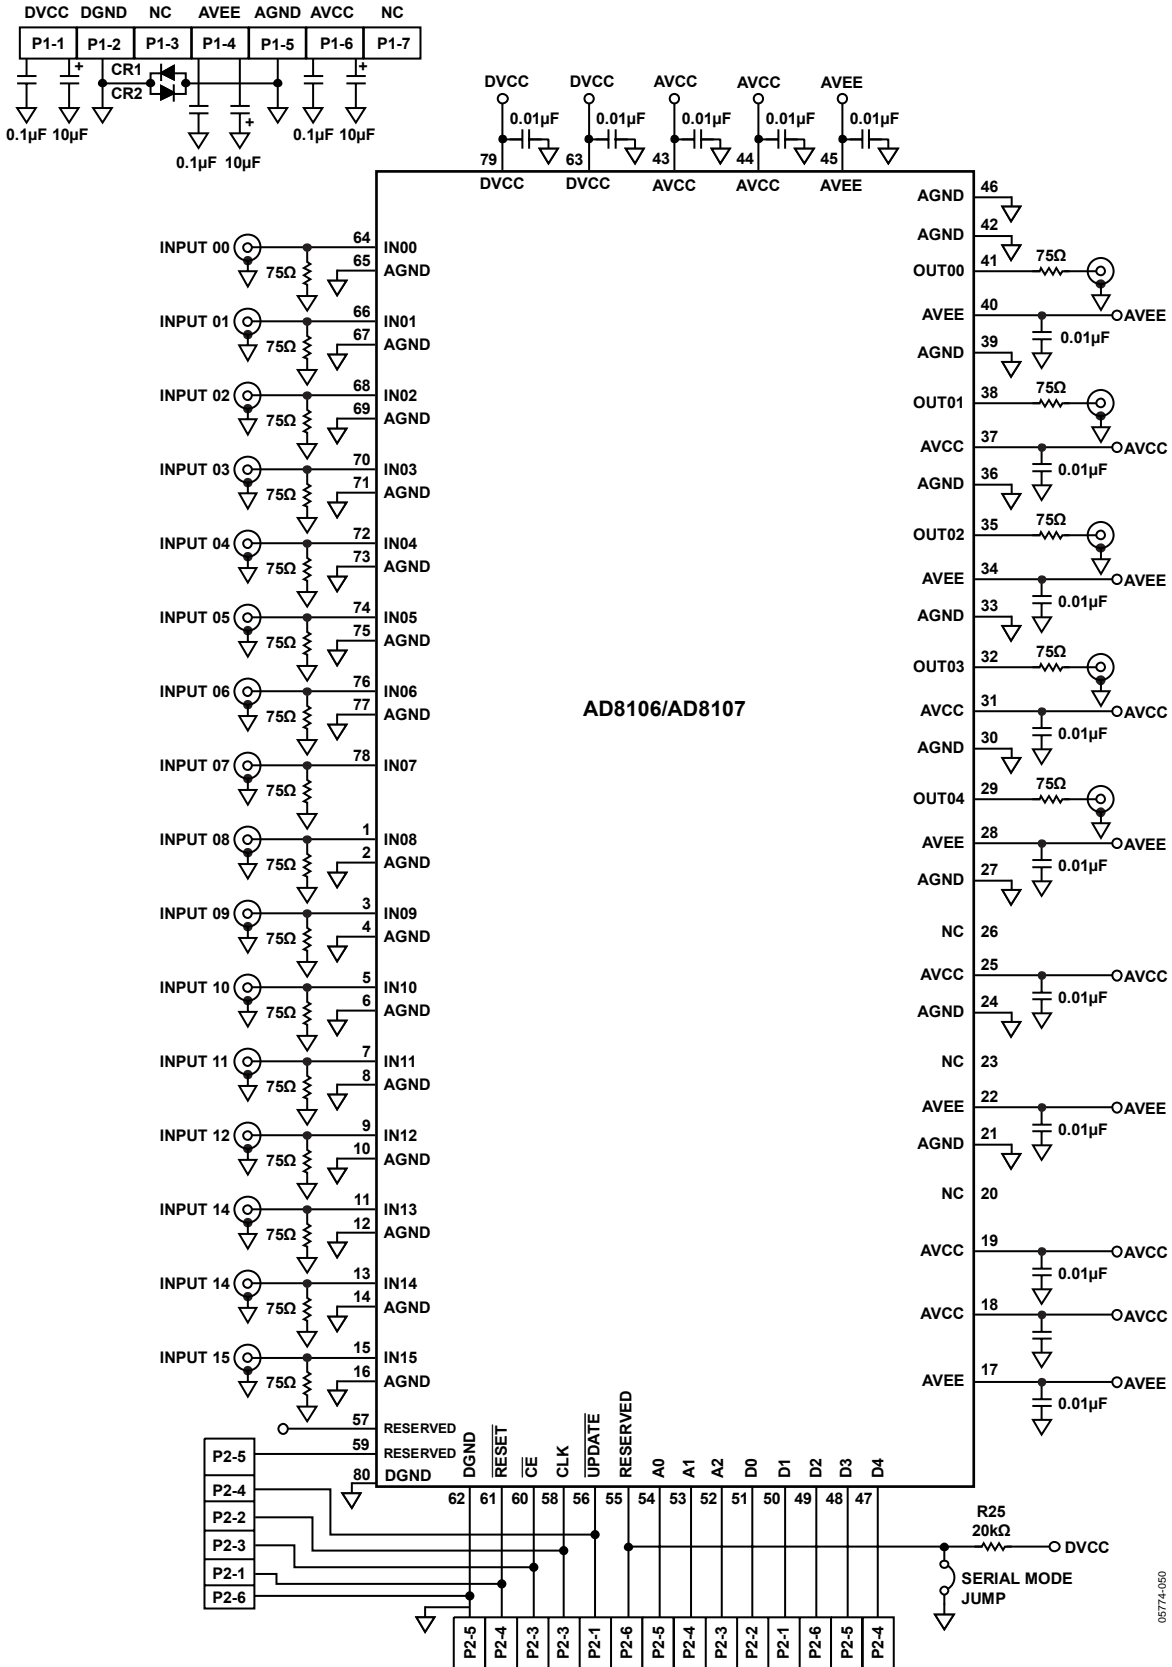 DVCC DGND NC AVEE AGND AVCC NC
P1-1 P1-2 P1-3 P1-4 P1-5 P1-6 P1-7
+ CR1 +
CR2
0.1µF 10µF + 0.1µF 10µF
0.1µF 10µF
DVCC DVCC AVCC AVCC AVEE
0.01µF 0.01µF 0.01µF 0.01µF 0.01µF
79 63 43 44 45
DVCC DVCC AVCC AVCC AVEE
AD8106/AD8107
INPUT 00 64 IN00
75Ω 65 AGND
INPUT 01 66 IN01
75Ω 67 AGND
INPUT 02 68 IN02
75Ω 69 AGND
INPUT 03 70 IN03
75Ω 71 AGND
INPUT 04 72 IN04
75Ω 73 AGND
INPUT 05 74 IN05
75Ω 75 AGND
INPUT 06 76 IN06
75Ω 77 AGND
INPUT 07 78 IN07
75Ω
INPUT 08 1 IN08
75Ω 2 AGND
INPUT 09 3 IN09
75Ω 4 AGND
INPUT 10 5 IN10
75Ω 6 AGND
INPUT 11 7 IN11
75Ω 8 AGND
INPUT 12 9 IN12
75Ω 10 AGND
INPUT 14 11 IN13
75Ω 12 AGND
INPUT 14 13 IN14
75Ω 14 AGND
INPUT 15 15 IN15
75Ω 16 AGND
57 RESERVED
59 RESERVED
80 DGND
AGND 46
AGND 42
OUT00 41 75Ω
AVEE 40 AVEE
0.01µF
AGND 39
OUT01 38 75Ω
AVCC 37 AVCC
0.01µF
AGND 36
OUT02 35 75Ω
AVEE 34 AVEE
0.01µF
AGND 33
OUT03 32 75Ω
AVCC 31 AVCC
0.01µF
AGND 30
OUT04 29 75Ω
AVEE 28 AVEE
0.01µF
AGND 27
NC 26
AVCC 25 AVCC
0.01µF
AGND 24
NC 23
AVEE 22 AVEE
0.01µF
AGND 21
NC 20
AVCC 19 AVCC
0.01µF
AVCC 18 AVCC
AVEE 17 AVEE
0.01µF
DGND RESET CE CLK UPDATE RESERVED A0 A1 A2 D0 D1 D2 D3 D4
62 61 60 58 56 55 54 53 52 51 50 49 48 47
P2-5
P2-4
P2-2
P2-3
P2-1
P2-6
R25
20kΩ
DVCC
SERIAL MODE
JUMP
P2-5 P2-4 P2-3 P2-3 P2-1 P2-6 P2-5 P2-4 P2-3 P2-2 P2-1 P2-6 P2-5 P2-4
05774-050